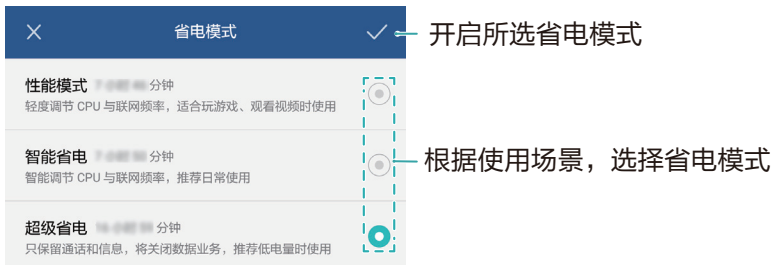 省电模式
开启所选省电模式
性能模式 分钟
轻度调节 CPU 与联网频率，适合玩游戏、观看视频时使用
智能省电 分钟
智能调节 CPU 与联网频率，推荐日常使用
根据使用场景，选择省电模式
超级省电 分钟
只保留通话和信息，将关闭数据业务，推荐低电量时使用